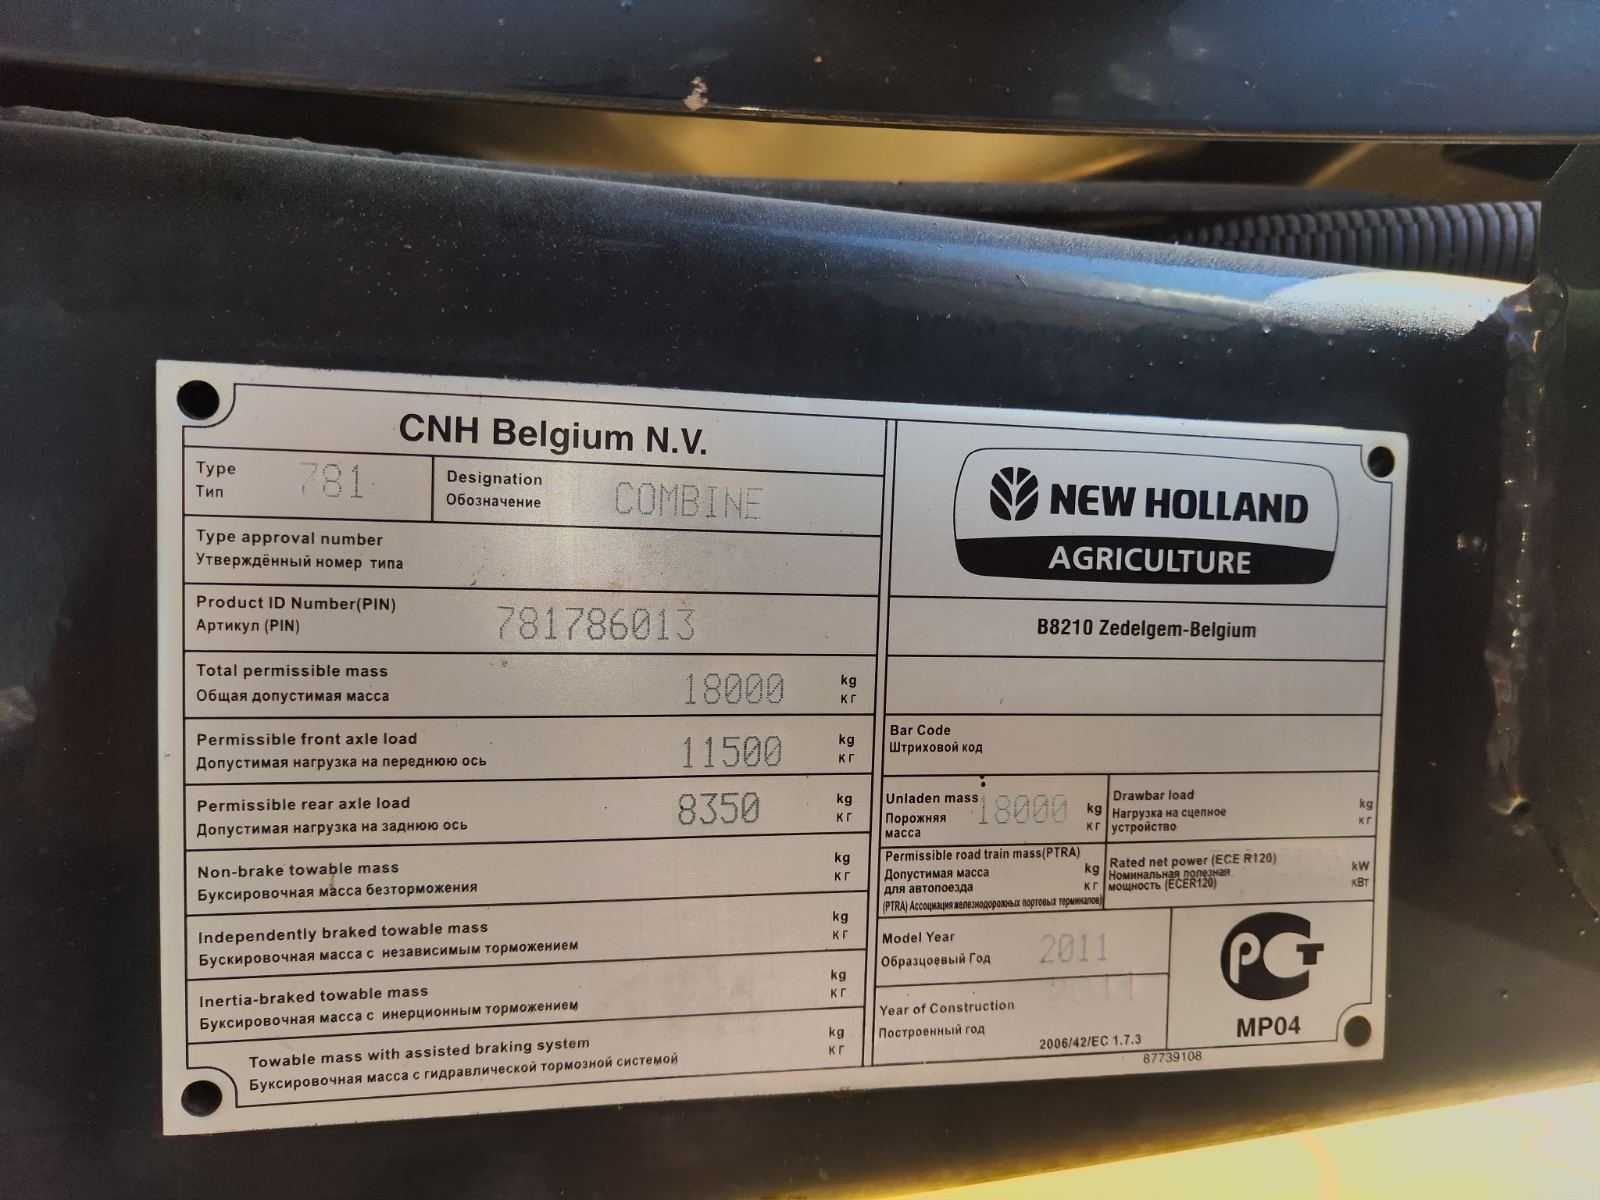 CNH Belgium N.V.
Type
Тип
781
Designation
Обозначение
COMBINE
Type approval number
Утверждённый номер типа
Product ID Number(PIN)
Артикул (PIN)
781786013
Total permissible mass
Общая допустимая масса
18000
kg
кг
Permissible front axle load
Допустимая нагрузка на переднюю ось
11500
kg
кг
Permissible rear axle load
Допустимая нагрузка на заднюю ось
8350
kg
кг
Non-brake towable mass
Буксировочная масса безторможения
kg
кг
Independently braked towable mass
Бускировочная масса с независимым торможением
kg
кг
Inertia-braked towable mass
Буксировочная масса с инерционным торможением
kg
кг
Towable mass with assisted braking system
Буксировочная масса с гидравлической тормозной системой
kg
кг
NEW HOLLAND
AGRICULTURE
B8210 Zedelgem-Belgium
Bar Code
Штриховой код
Unladen mass
Порожняя
масса
18000
kg
кг
Drawbar load
Нагрузка на сцепное
устройство
kg
кг
Permissible road train mass(PTRA)
Допустимая масса
для автопоезда
(PTRA) Ассоциация железнодорожных портовых терминалов)
kg
кг
Rated net power (ECE R120)
Номинальная полезная
мощность (ECER120)
kW
кВт
Model Year
Образцоевый Год
2011
Year of Construction
Построенный год
2011
2006/42/EC 1.7.3
РСТ
MP04
87739108